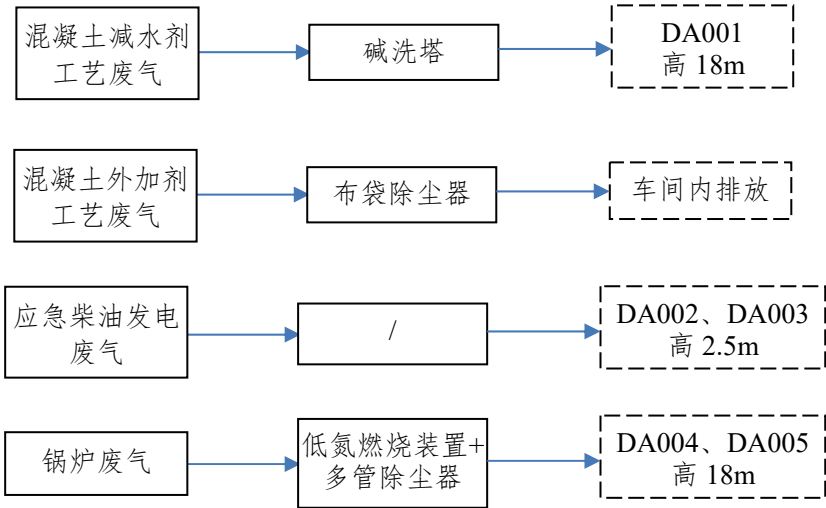 混凝土减水剂
工艺废气
碱洗塔
DA001
高 18m
混凝土外加剂
工艺废气
布袋除尘器
车间内排放
应急柴油发电
废气
/
DA002、DA003
高 2.5m
锅炉废气
低氮燃烧装置+
多管除尘器
DA004、DA005
高 18m